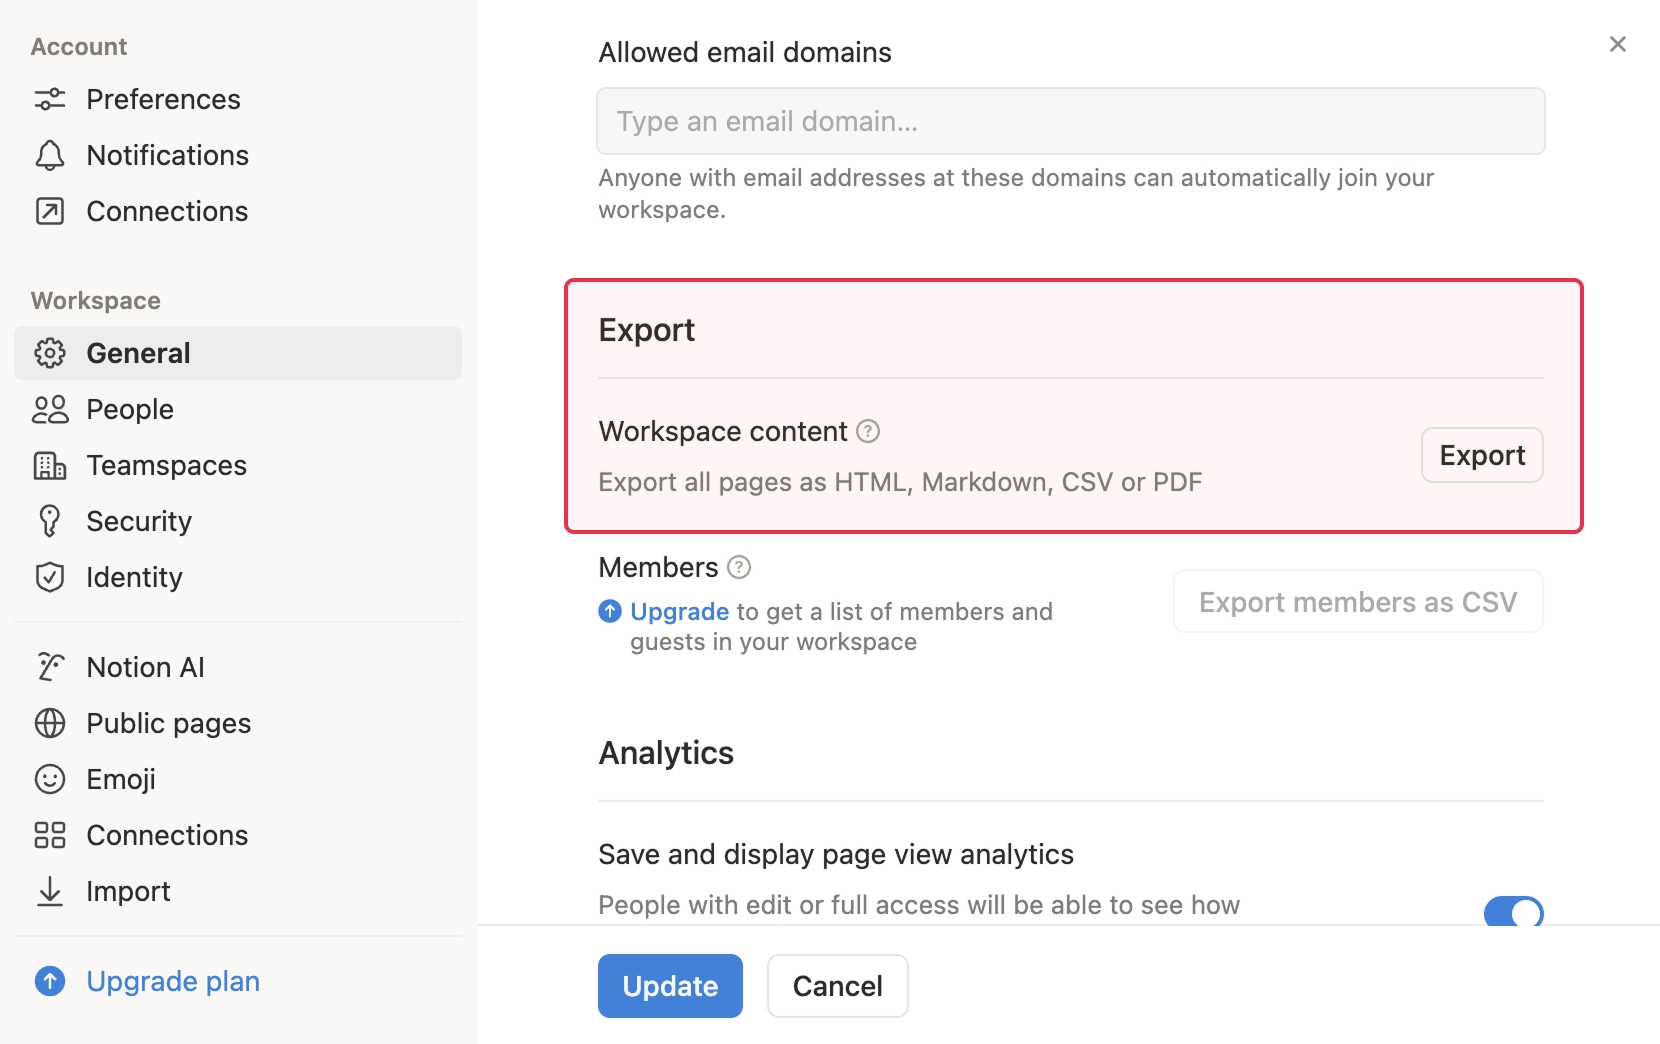 Account
Preferences
Notifications
Connections
Workspace
General
People
Teamspaces
Security
Identity
Notion AI
Public pages
Emoji
Connections
Import
Upgrade plan
Allowed email domains
Type an email domain...
Anyone with email addresses at these domains can automatically join your
workspace.
Export
Workspace content ?
Export all pages as HTML, Markdown, CSV or PDF
Export
Members ?
Upgrade to get a list of members and
guests in your workspace
Export members as CSV
Analytics
Save and display page view analytics
People with edit or full access will be able to see how
Update
Cancel